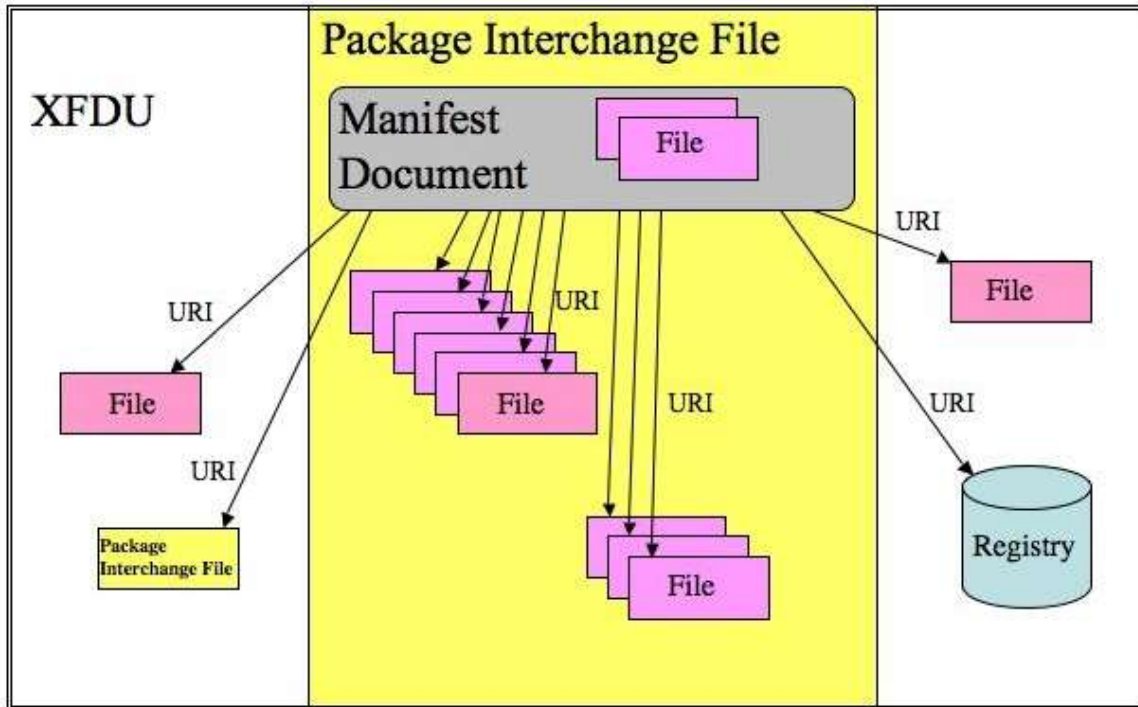 Package Interchange File
XFDU
Manifest
Document
File
URI
File
URI
URI
File
File
URI
URI
URI
Package
Interchange File
Registry
File